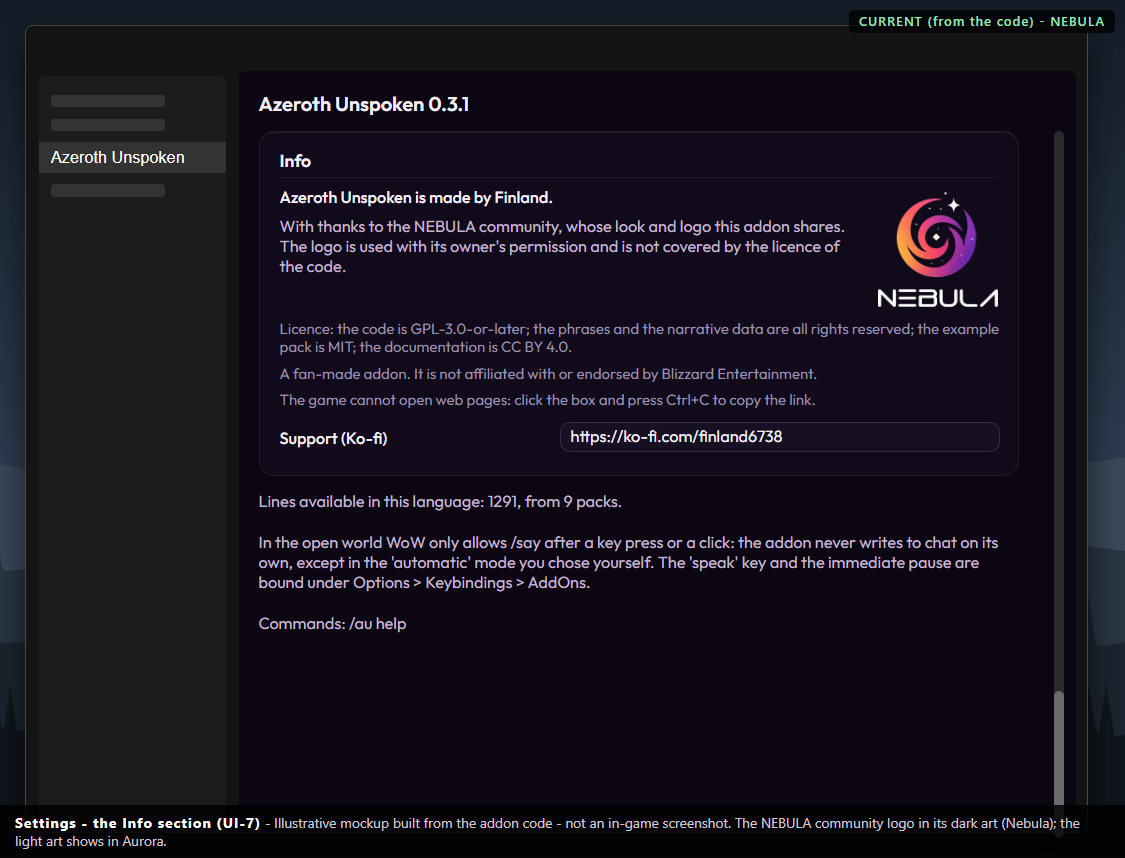 CURRENT (from the code) - NEBULA
Azeroth Unspoken
Azeroth Unspoken 0.3.1
Info
Azeroth Unspoken is made by Finland.
With thanks to the NEBULA community, whose look and logo this addon shares.
The logo is used with its owner's permission and is not covered by the licence of
the code.
NEBULA
Licence: the code is GPL-3.0-or-later; the phrases and the narrative data are all rights reserved; the example
pack is MIT; the documentation is CC BY 4.0.
A fan-made addon. It is not affiliated with or endorsed by Blizzard Entertainment.
The game cannot open web pages: click the box and press Ctrl+C to copy the link.
Support (Ko-fi)
https://ko-fi.com/finland6738
Lines available in this language: 1291, from 9 packs.
In the open world WoW only allows /say after a key press or a click: the addon never writes to chat on its
own, except in the 'automatic' mode you chose yourself. The 'speak' key and the immediate pause are
bound under Options > Keybindings > AddOns.
Commands: /au help
Settings - the Info section (UI-7) - Illustrative mockup built from the addon code - not an in-game screenshot. The NEBULA community logo in its dark art (Nebula); the
light art shows in Aurora.